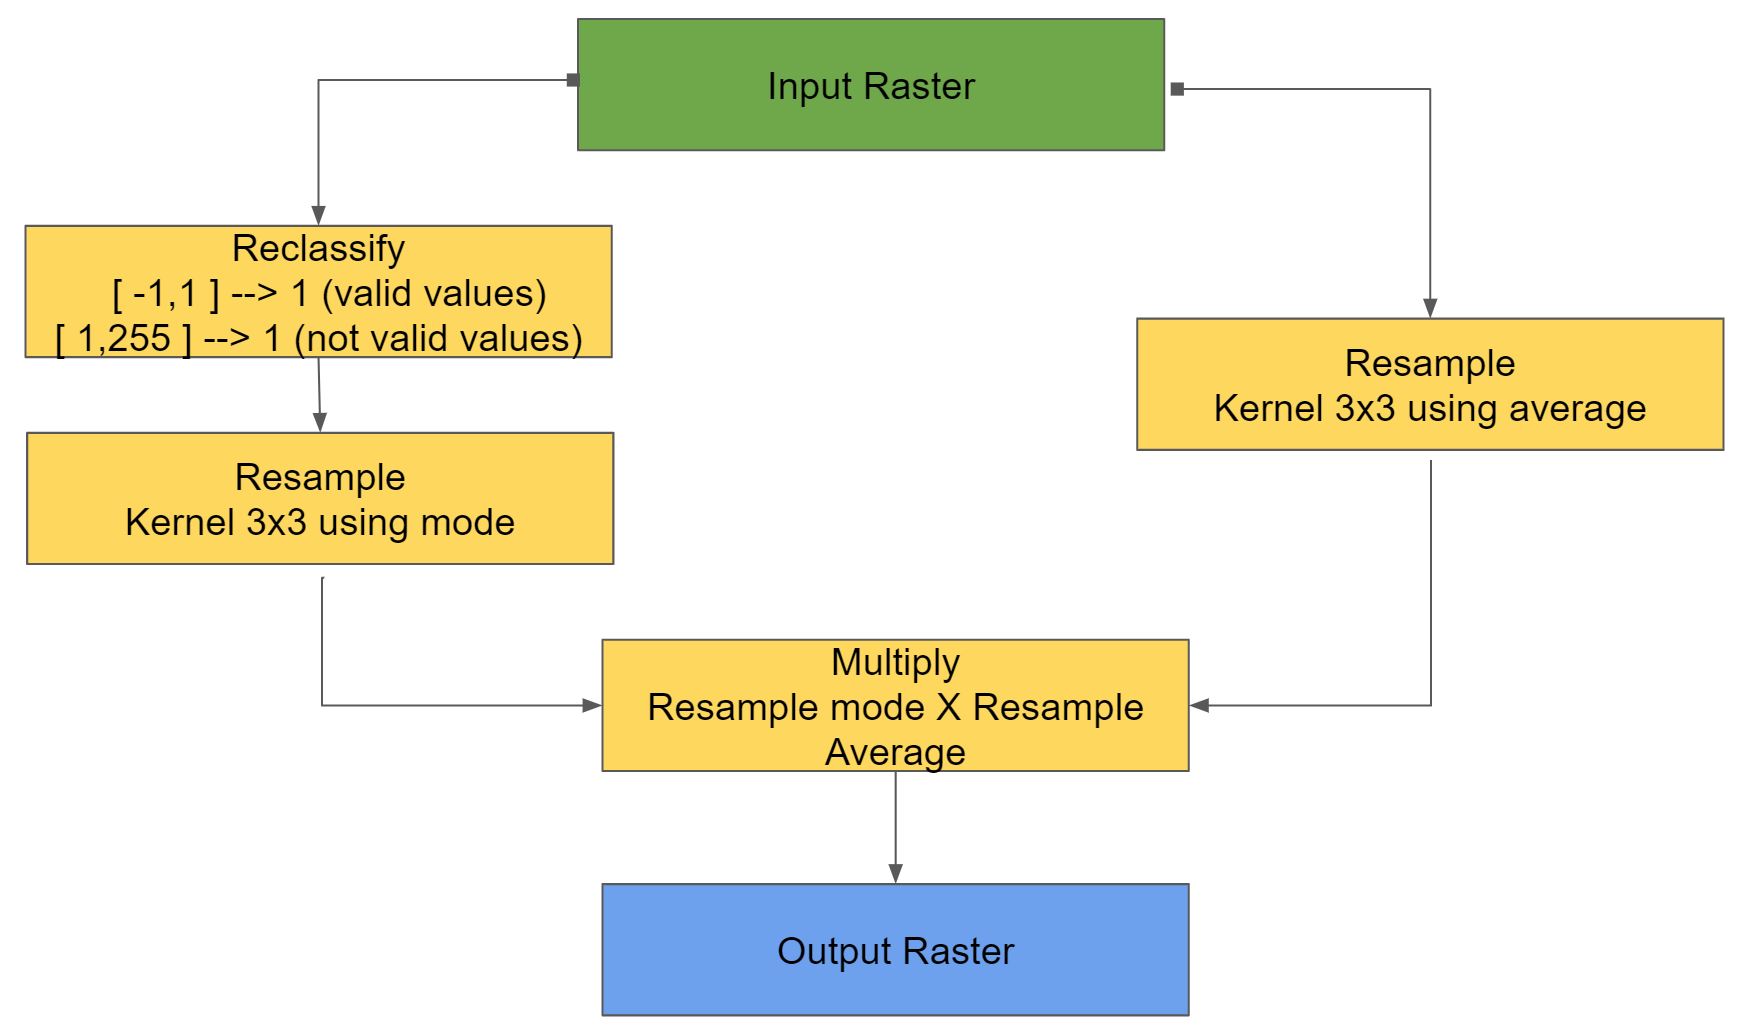 Input Raster
Reclassify
[ -1,1 ] --> 1 (valid values)
[ 1,255 ] --> 1 (not valid values)
Resample
Kernel 3x3 using average
Resample
Kernel 3x3 using mode
Multiply
Resample mode X Resample
Average
Output Raster